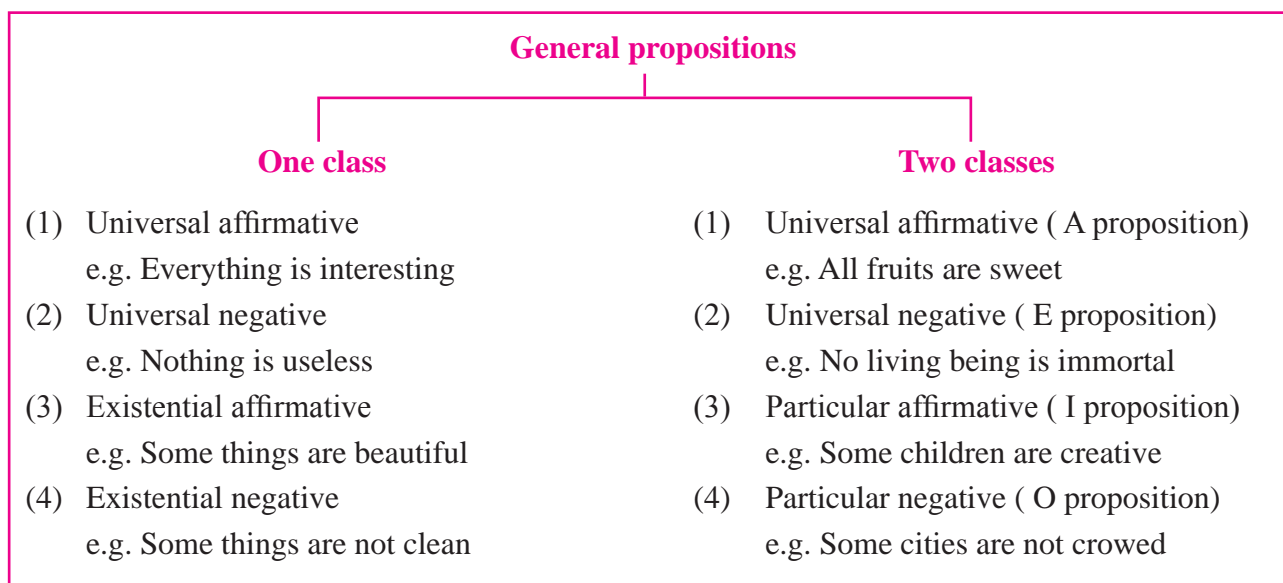 General propositions
One class
(1) Universal affirmative
e.g. Everything is interesting
(2) Universal negative
e.g. Nothing is useless
(3) Existential affirmative
e.g. Some things are beautiful
(4) Existential negative
e.g. Some things are not clean
Two classes
(1) Universal affirmative ( A proposition)
e.g. All fruits are sweet
(2) Universal negative ( E proposition)
e.g. No living being is immortal
(3) Particular affirmative ( I proposition)
e.g. Some children are creative
(4) Particular negative ( O proposition)
e.g. Some cities are not crowed